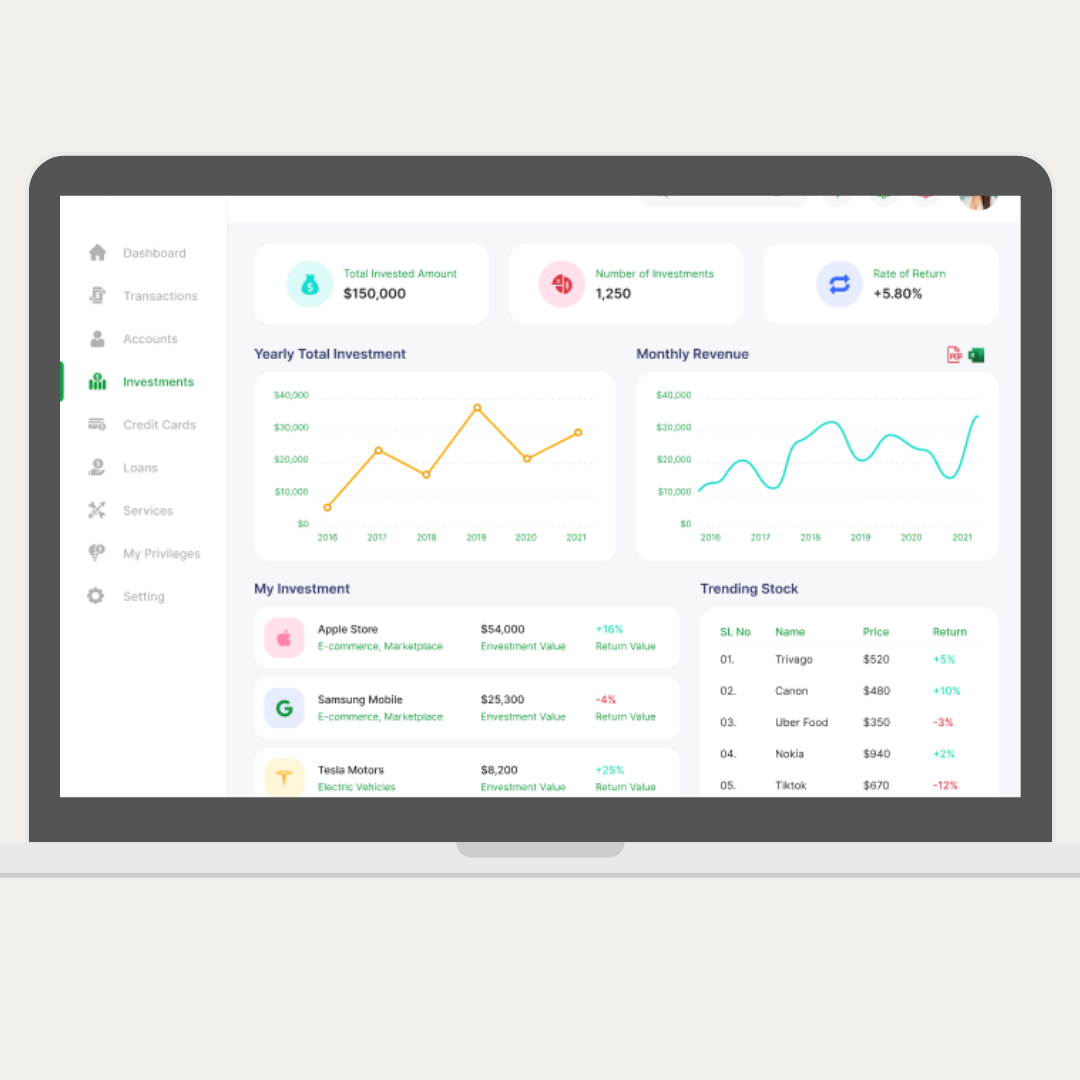 Dashboard
Transactions
Accounts
Investments
Credit Cards
Loans
Services
My Privileges
Setting
Total Invested Amount
$150,000
Number of Investments
1,250
Rate of Return
+5.80%
Yearly Total Investment
$40,000
$30,000
$20,000
$10,000
$0
2016 2017 2018 2019 2020 2021
Monthly Revenue
PDF
$40,000
$30,000
$20,000
$10,000
$0
2016 2017 2018 2019 2020 2021
My Investment
Apple Store $54,000 +16%
E-commerce, Marketplace Envestment Value Return Value
Samsung Mobile $25,300 -4%
E-commerce, Marketplace Envestment Value Return Value
Tesla Motors $8,200 +25%
Electric Vehicles Envestment Value Return Value
Trending Stock
SL No Name Price Return
01. Trivago $520 +5%
02. Canon $480 +10%
03. Uber Food $350 -3%
04. Nokia $940 +2%
05. Tiktok $670 -12%